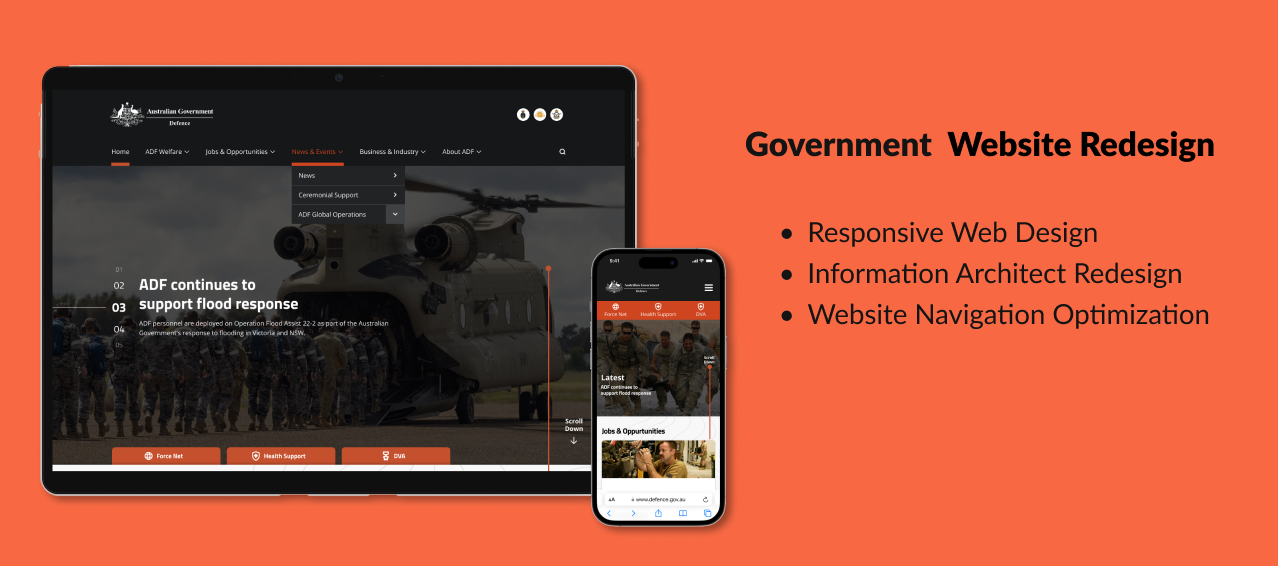 Australian Government
Defence
Home
ADF Welfare
Jobs & Opportunities
News & Events
Business & Industry
About ADF
News
Ceremonial Support
ADF Global Operations
01
02
03
04
05
ADF continues to
support flood response
ADF personnel are deployed on Operation Flood Assist 22-2 as part of the Australian
Government's response to flooding in Victoria and NSW.
Scroll
Down
Force Net
Health Support
DVA
9:41
Australian Government
Defence
Force Net
Health Support
DVA
Scroll
Down
Latest
ADF continues to
support flood response
Jobs & Oppurtunities
AA
www.defence.gov.au
Government Website Redesign
• Responsive Web Design
• Information Architect Redesign
• Website Navigation Optimization